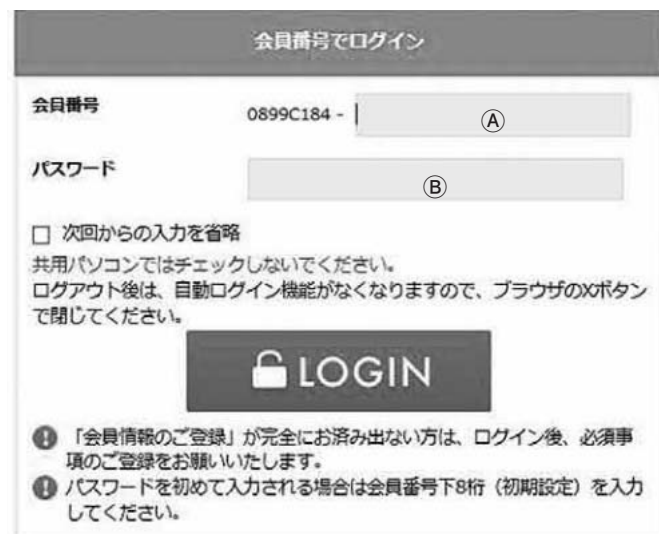 会員番号でログイン
会員番号
0899C184 -
Ⓐ
パスワード
Ⓑ
次回からの入力を省略
共用パソコンではチェックしないでください。
ログアウト後は、自動ログイン機能がなくなりますので、ブラウザのXボタン
で閉じてください。
LOGIN
「会員情報のご登録」が完全にお済み出ない方は、ログイン後、必須事
項のご登録をお願いいたします。
パスワードを初めて入力される場合は会員番号下8桁（初期設定）を入力
してください。